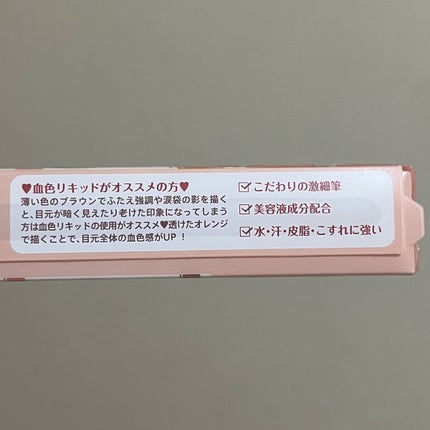 ♥血色リキッドがオススメの方♥
薄い色のブラウンでふたえ強調や涙袋の影を描く
と、目元が暗く見えたり老けた印象になってしまう
方は血色リキッドの使用がオススメ♥透けたオレンジ
で描くことで、目元全体の血色感がUP！
☑こだわりの激細筆
☑美容液成分配合
☑水・汗・皮脂・こすれに強い